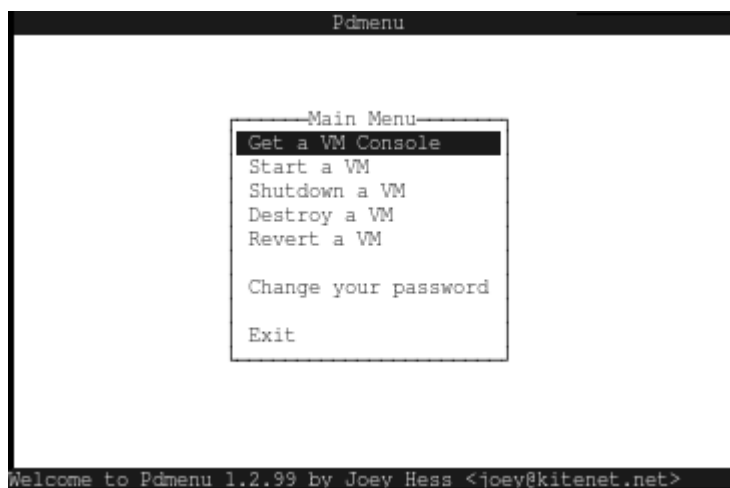 Pdmenu
Main Menu
Get a VM Console
Start a VM
Shutdown a VM
Destroy a VM
Revert a VM
Change your password
Exit
Welcome to Pdmenu 1.2.99 by Joey Hess <joey@kitenet.net>